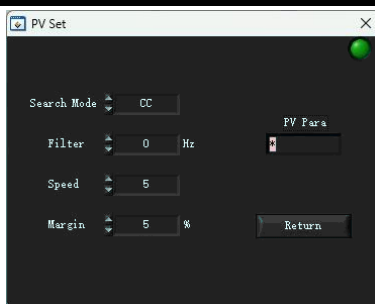 PV Set
Search Mode CC
PV Para
Filter 0 Hz
*
Speed 5
Margin 5 %
Return